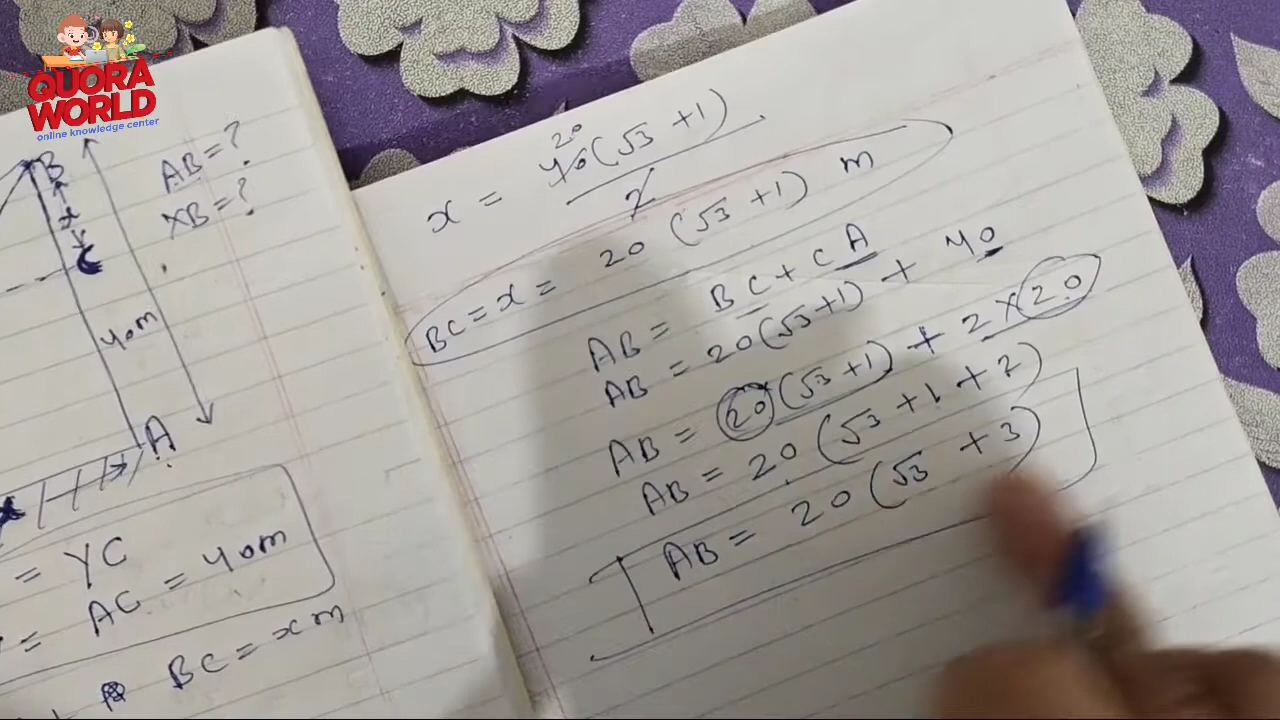 QUORA
WORLD
online knowledge center
B
x
C
40m
A
AB=?
XB=?
= YC
= AC = 40m
BC = xm
20
x = 40(√3 +1)
2
BC = x = 20 (√3 +1) m
AB = BC + CA
AB = 20(√3+1) + 40
AB = 20(√3 +1) + 2×20
AB = 20 (√3 +1 +2)
AB = 20 (√3 + 3)